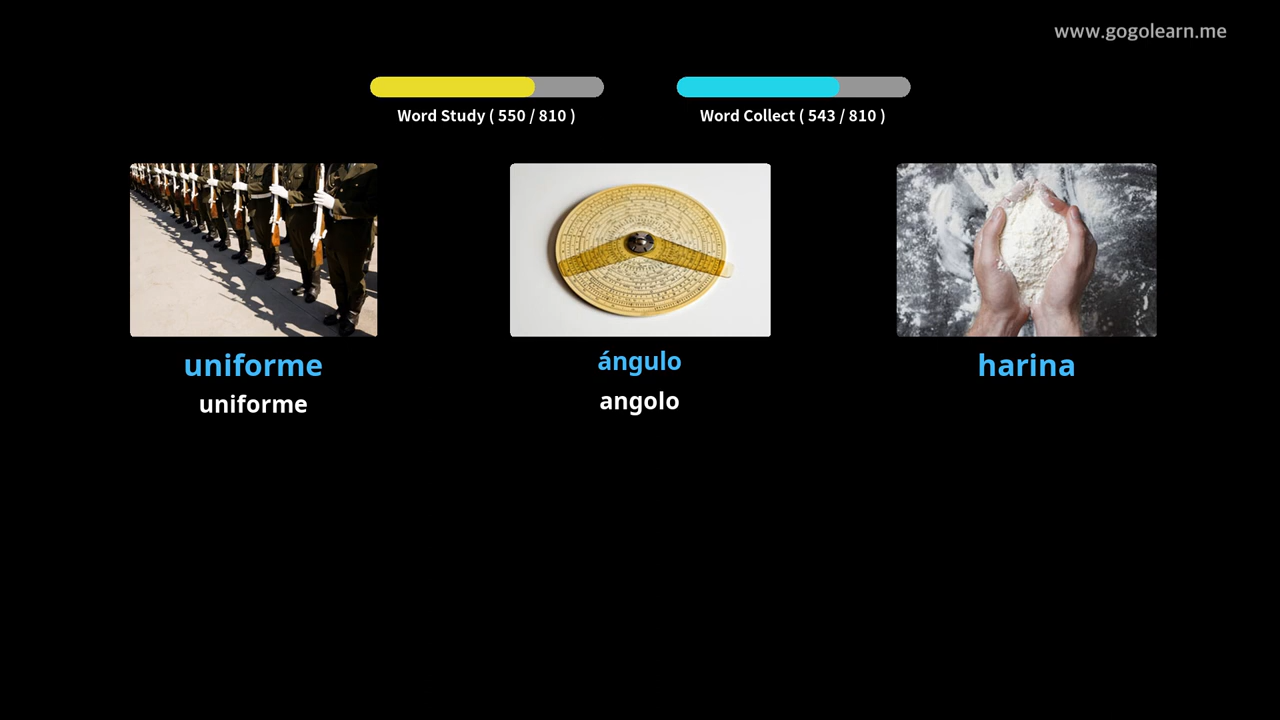 www.gogolearn.me
Word Study ( 550 / 810 )
Word Collect ( 543 / 810 )
uniforme
uniforme
ángulo
angolo
harina